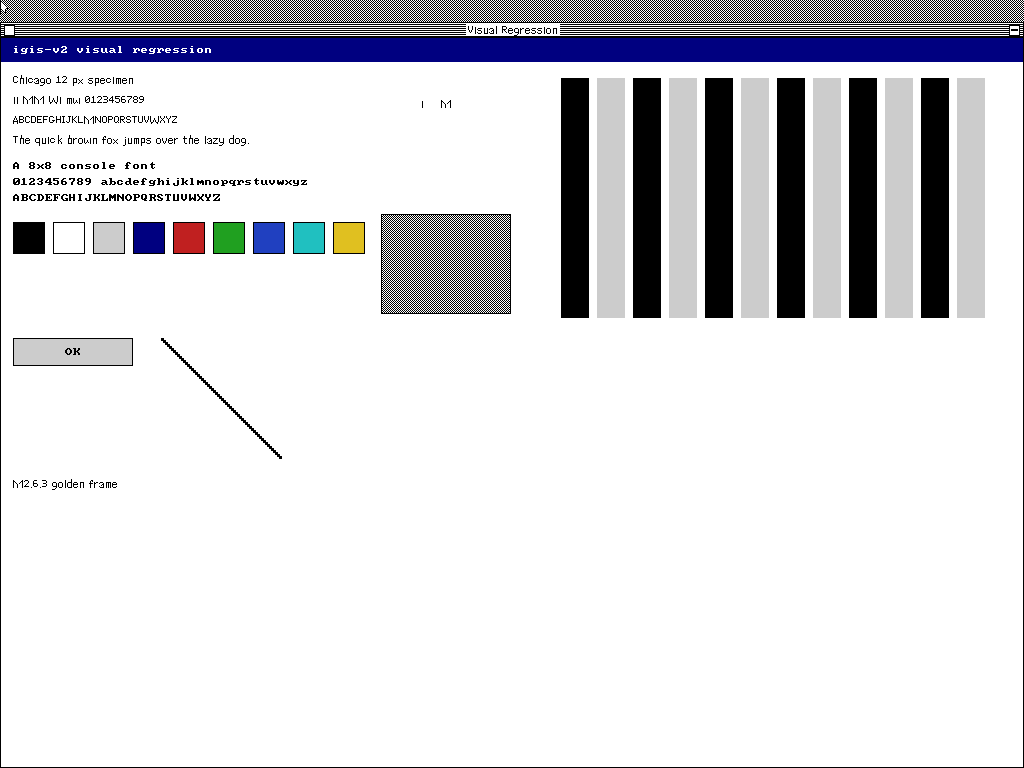 Visual Regression
igis-v2 visual regression
Chicago 12 px specimen
II MM WI mw 0123456789
I M
ABCDEFGHIJKLMNOPQRSTUVWXYZ
The quick brown fox jumps over the lazy dog.
A 8x8 console font
0123456789 abcdefghijklmnopqrstuvwxyz
ABCDEFGHIJKLMNOPQRSTUVWXYZ
OK
M2.6.3 golden frame